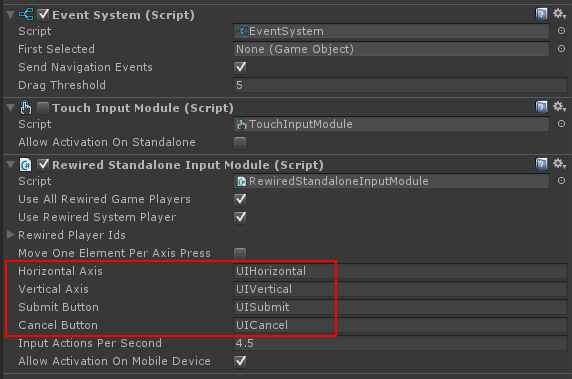 Event System (Script)
Script EventSystem
First Selected None (Game Object)
Send Navigation Events
Drag Threshold 5
Touch Input Module (Script)
Script TouchInputModule
Allow Activation On Standalone
Rewired Standalone Input Module (Script)
Script RewiredStandaloneInputModule
Use All Rewired Game Players
Use Rewired System Player
Rewired Player Ids
Move One Element Per Axis Press
Horizontal Axis UIHorizontal
Vertical Axis UIVertical
Submit Button UISubmit
Cancel Button UICancel
Input Actions Per Second 4.5
Allow Activation On Mobile Device